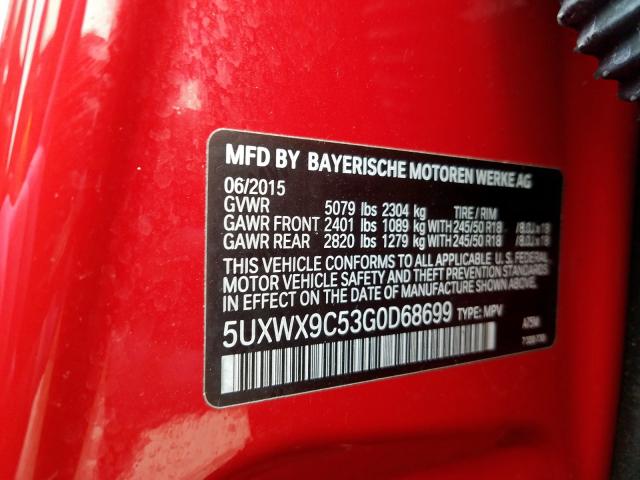 MFD BY BAYERISCHE MOTOREN WERKE AG
06/2015
GVWR 5079 lbs 2304 kg TIRE / RIM
GAWR FRONT 2401 lbs 1089 kg WITH 245/50 R18 / 8.0J x 18
GAWR REAR 2820 lbs 1279 kg WITH 245/50 R18 / 8.0J x 18
THIS VEHICLE CONFORMS TO ALL APPLICABLE U. S. FEDERAL
MOTOR VEHICLE SAFETY AND THEFT PREVENTION STANDARDS
IN EFFECT ON THE DATE OF MANUFACTURE SHOWN ABOVE.
5UXWX9C53G0D68699 TYPE: MPV